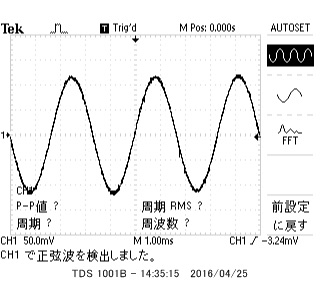 Tek Trig'd M Pos: 0.000s AUTOSET
FFT
1
CH1
P-P値 ? 周期 RMS ? 前設定
周期 ? 周波数 ? に戻す
CH1 50.0mV M 1.00ms CH1 -3.24mV
CH1 で正弦波を検出しました。
TDS 1001B - 14:35:15 2016/04/25